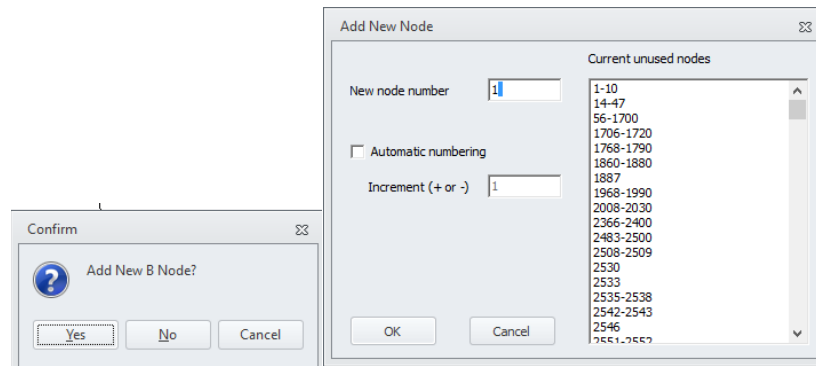 Add New Node
Current unused nodes
New node number 1
Automatic numbering
Increment (+ or -) 1
1-10
14-47
56-1700
1706-1720
1768-1790
1860-1880
1887
1968-1990
2008-2030
2366-2400
2483-2500
2508-2509
2530
2533
2535-2538
2542-2543
2546
2551-2552
OK Cancel
Confirm
Add New B Node?
Yes No Cancel